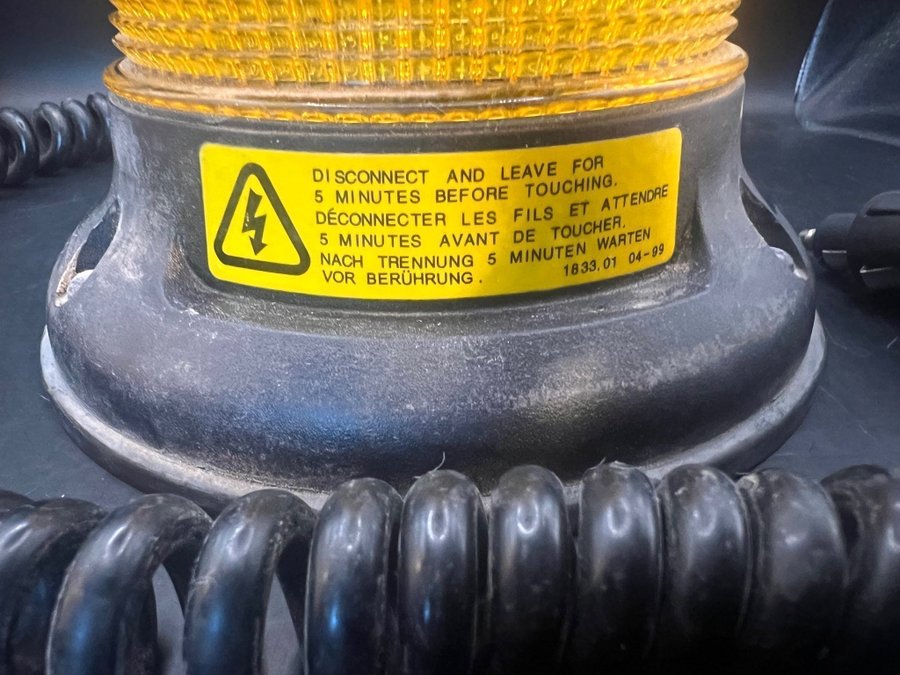 DISCONNECT AND LEAVE FOR
5 MINUTES BEFORE TOUCHING.
DÉCONNECTER LES FILS ET ATTENDRE
5 MINUTES AVANT DE TOUCHER.
NACH TRENNUNG 5 MINUTEN WARTEN
VOR BERÜHRUNG. 1833.01 04-99